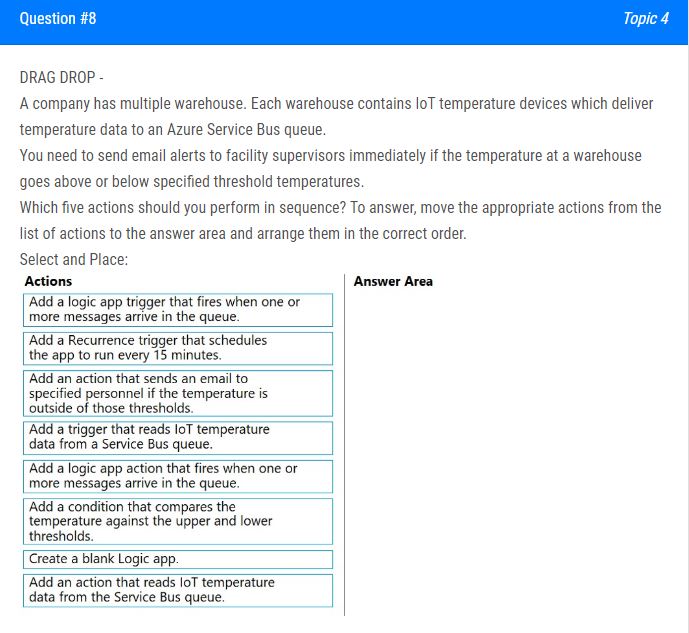 Question #8
Topic 4
DRAG DROP -
A company has multiple warehouse. Each warehouse contains IoT temperature devices which deliver
temperature data to an Azure Service Bus queue.
You need to send email alerts to facility supervisors immediately if the temperature at a warehouse
goes above or below specified threshold temperatures.
Which five actions should you perform in sequence? To answer, move the appropriate actions from the
list of actions to the answer area and arrange them in the correct order.
Select and Place:
Actions
Answer Area
Add a logic app trigger that fires when one or
more messages arrive in the queue.
Add a Recurrence trigger that schedules
the app to run every 15 minutes.
Add an action that sends an email to
specified personnel if the temperature is
outside of those thresholds.
Add a trigger that reads IoT temperature
data from a Service Bus queue.
Add a logic app action that fires when one or
more messages arrive in the queue.
Add a condition that compares the
temperature against the upper and lower
thresholds.
Create a blank Logic app.
Add an action that reads IoT temperature
data from the Service Bus queue.